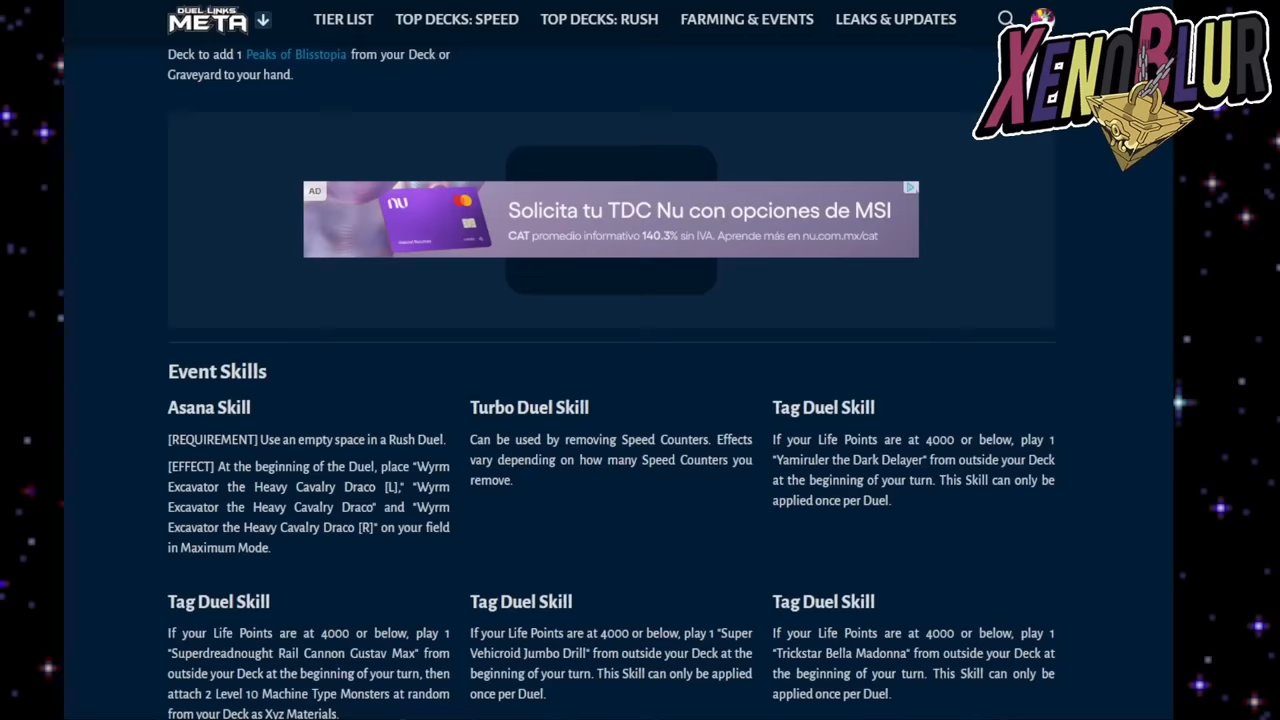 DUEL LINKS
META
TIER LIST
TOP DECKS: SPEED
TOP DECKS: RUSH
FARMING & EVENTS
LEAKS & UPDATES
XENOBLUR
Deck to add 1 Peaks of Blisstopia from your Deck or
Graveyard to your hand.
AD
nu
Solicita tu TDC Nu con opciones de MSI
CAT promedio informativo 140.3% sin IVA. Aprende más en nu.com.mx/cat
Event Skills
Asana Skill
[REQUIREMENT] Use an empty space in a Rush Duel.
[EFFECT] At the beginning of the Duel, place "Wyrm
Excavator the Heavy Cavalry Draco [L]," "Wyrm
Excavator the Heavy Cavalry Draco" and "Wyrm
Excavator the Heavy Cavalry Draco [R]" on your field
in Maximum Mode.
Turbo Duel Skill
Can be used by removing Speed Counters. Effects
vary depending on how many Speed Counters you
remove.
Tag Duel Skill
If your Life Points are at 4000 or below, play 1
"Yamiruler the Dark Delayer" from outside your Deck
at the beginning of your turn. This Skill can only be
applied once per Duel.
Tag Duel Skill
If your Life Points are at 4000 or below, play 1
"Superdreadnought Rail Cannon Gustav Max" from
outside your Deck at the beginning of your turn, then
attach 2 Level 10 Machine Type Monsters at random
from your Deck as Xyz Materials.
Tag Duel Skill
If your Life Points are at 4000 or below, play 1 "Super
Vehicroid Jumbo Drill" from outside your Deck at the
beginning of your turn. This Skill can only be applied
once per Duel.
Tag Duel Skill
If your Life Points are at 4000 or below, play 1
"Trickstar Bella Madonna" from outside your Deck at
the beginning of your turn. This Skill can only be
applied once per Duel.